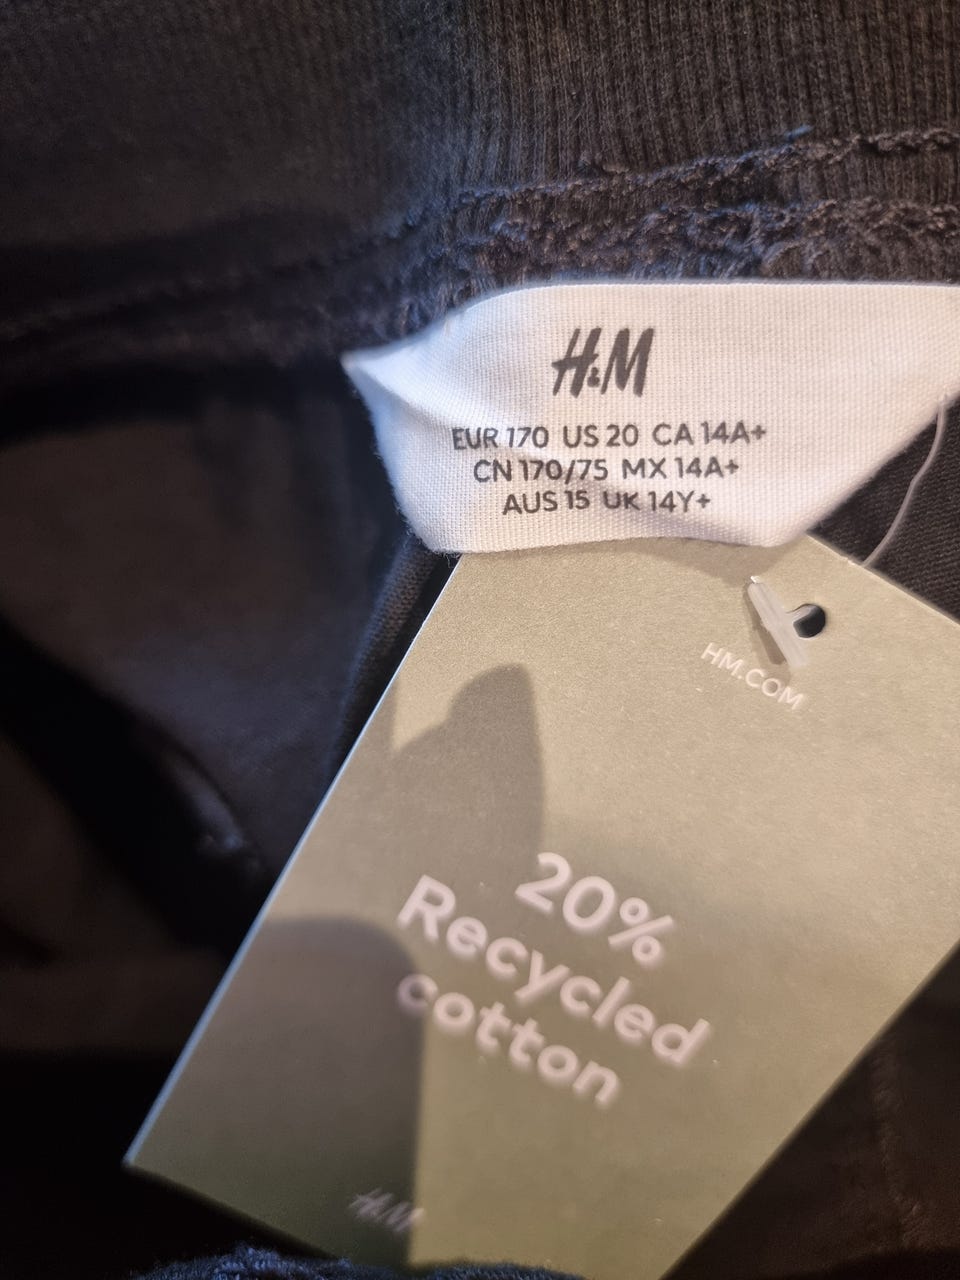 H&M
EUR 170 US 20 CA 14A+
CN 170/75 MX 14A+
AUS 15 UK 14Y+
HM.COM
20%
Recycled
cotton
H&M